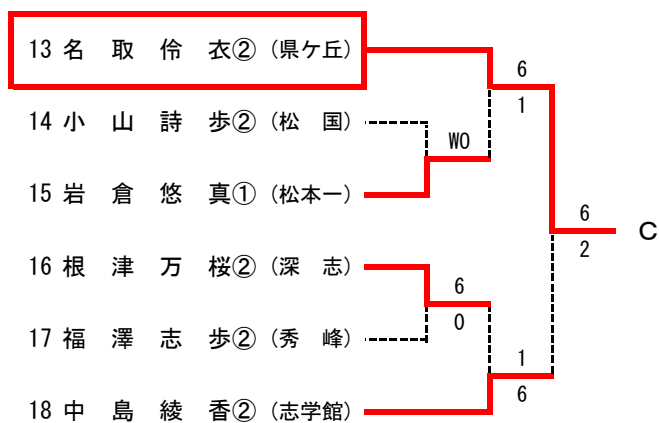 13 名 取 伶 衣② (県ケ丘)
6
1
14 小 山 詩 歩② (松 国)
WO
15 岩 倉 悠 真① (松本一)
6
2
C
16 根 津 万 桜② (深 志)
6
0
17 福 澤 志 歩② (秀 峰)
1
6
18 中 島 綾 香② (志学館)